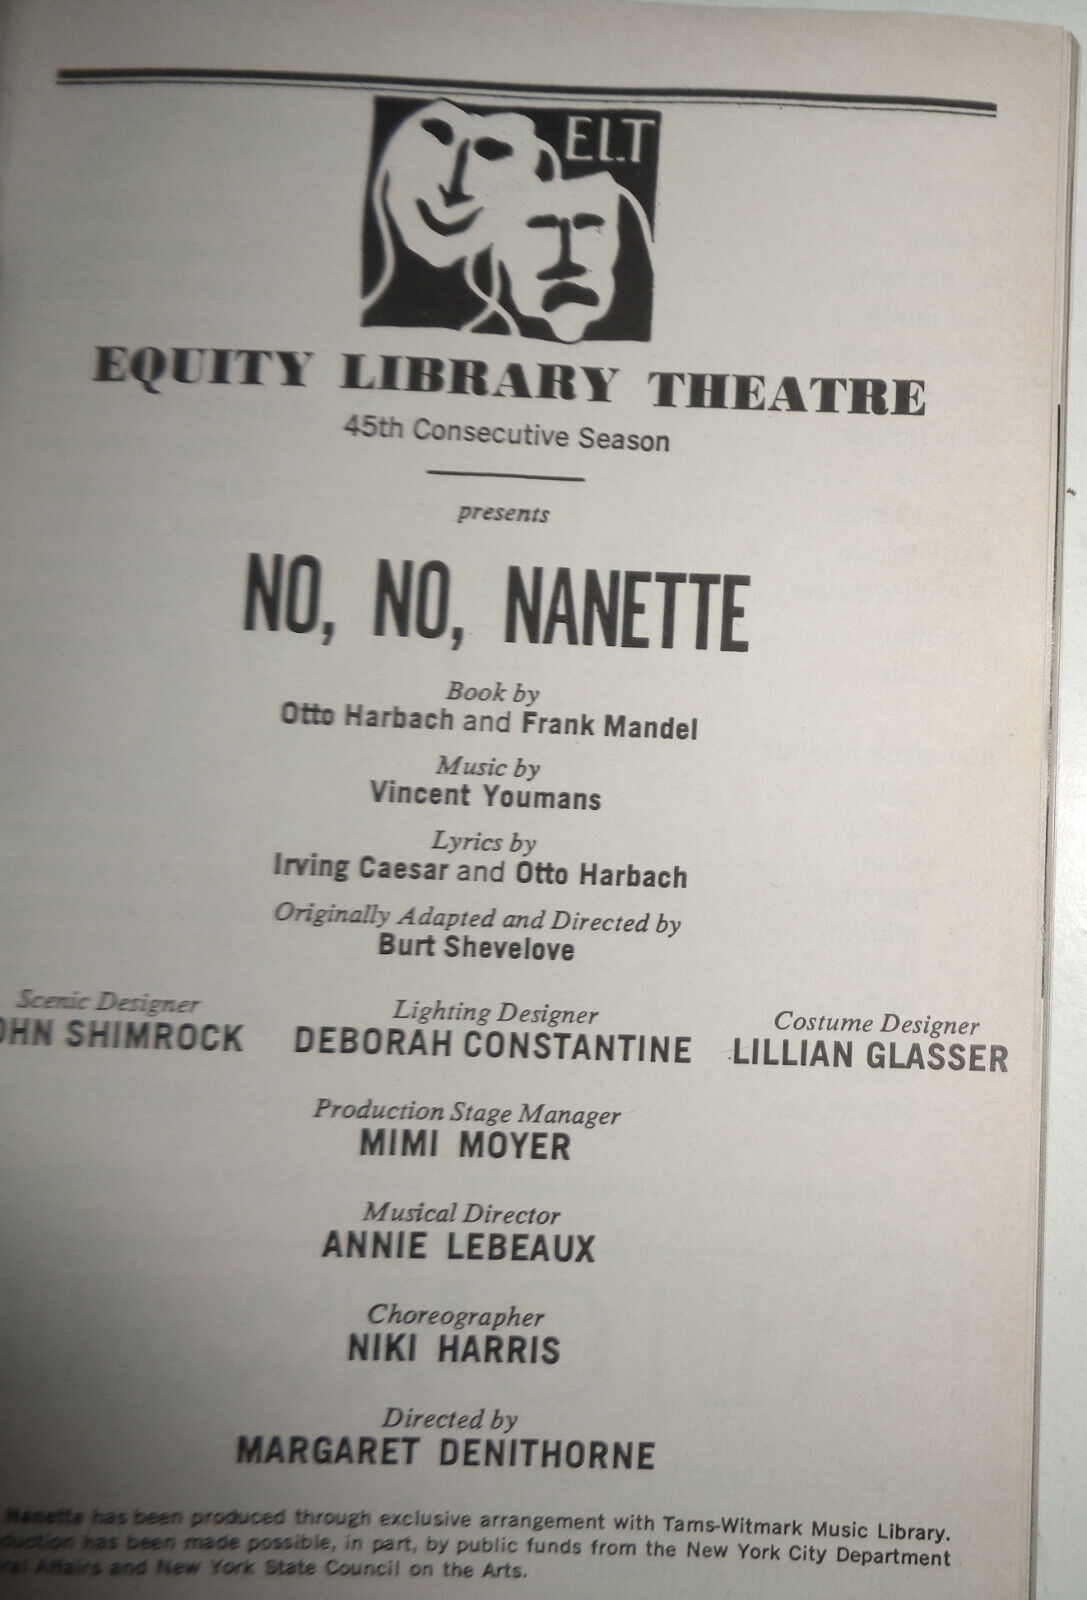 ELT
EQUITY LIBRARY THEATRE
45th Consecutive Season
presents
NO, NO, NANETTE
Book by
Otto Harbach and Frank Mandel
Music by
Vincent Youmans
Lyrics by
Irving Caesar and Otto Harbach
Originally Adapted and Directed by
Burt Shevelove
Scenic Designer Lighting Designer Costume Designer
OHN SHIMROCK DEBORAH CONSTANTINE LILLIAN GLASSER
Production Stage Manager
MIMI MOYER
Musical Director
ANNIE LEBEAUX
Choreographer
NIKI HARRIS
Directed by
MARGARET DENITHORNE
Nanette has been produced through exclusive arrangement with Tams-Witmark Music Library.
duction has been made possible, in part, by public funds from the New York City Department
ral Affairs and New York State Council on the Arts.